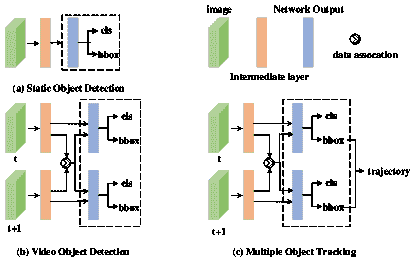 image
Network Output
cls
bbox
data assocation
Intermediate layer
(a) Static Object Detection
cls
bbox
t
cls
bbox
t+1
(b) Video Object Detection
cls
bbox
t
trajectory
cls
bbox
t+1
(c) Multiple Object Tracking